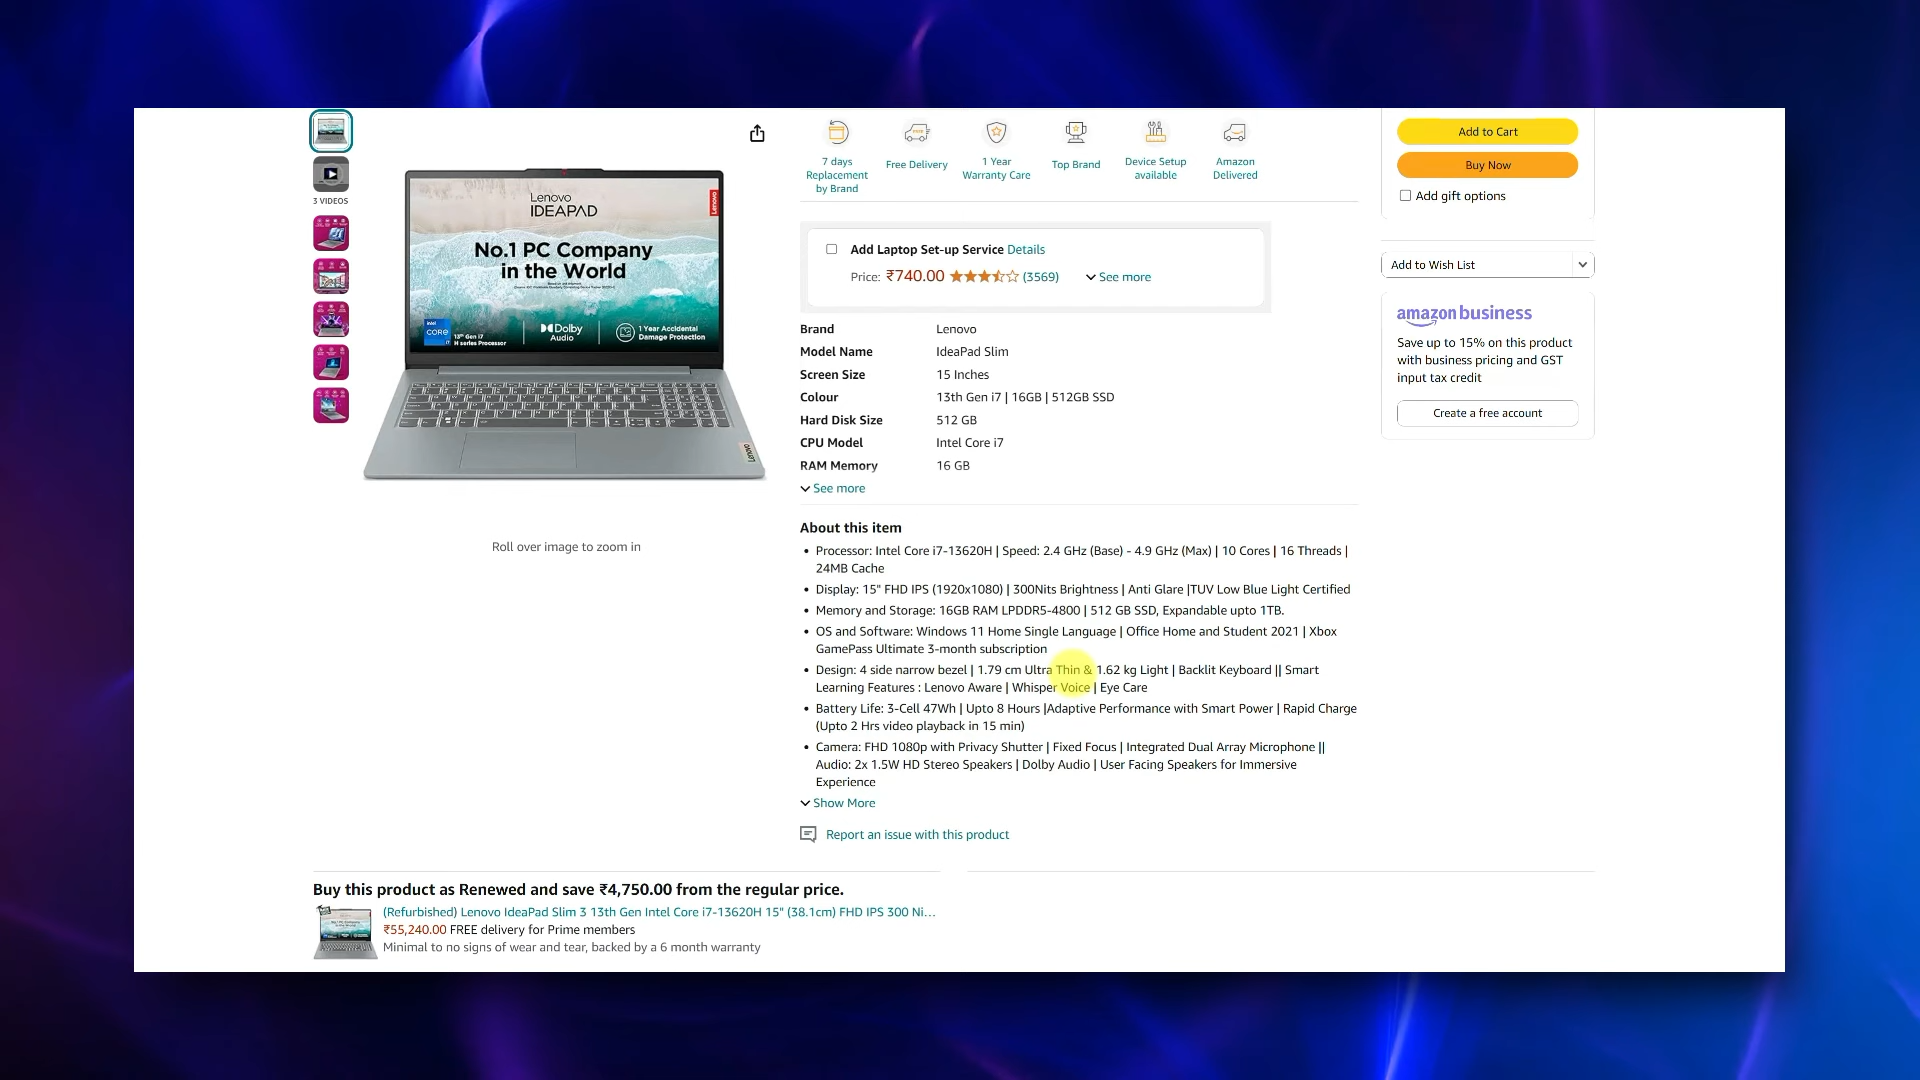 3 VIDEOS
Lenovo
IDEAPAD
Lenovo
No.1 PC Company
in the World
intel
CORE
i7
13th Gen i7
H series Processor
Dolby
Audio
1 Year Accidental
Damage Protection
Lenovo
Roll over image to zoom in
7 days
Replacement
by Brand
Free Delivery
1 Year
Warranty Care
Top Brand
Device Setup
available
Amazon
Delivered
Add Laptop Set-up Service Details
Price: ₹740.00 (3569) See more
Brand Lenovo
Model Name IdeaPad Slim
Screen Size 15 Inches
Colour 13th Gen i7 | 16GB | 512GB SSD
Hard Disk Size 512 GB
CPU Model Intel Core i7
RAM Memory 16 GB
See more
About this item
• Processor: Intel Core i7-13620H | Speed: 2.4 GHz (Base) - 4.9 GHz (Max) | 10 Cores | 16 Threads |
24MB Cache
• Display: 15" FHD IPS (1920x1080) | 300Nits Brightness | Anti Glare |TUV Low Blue Light Certified
• Memory and Storage: 16GB RAM LPDDR5-4800 | 512 GB SSD, Expandable upto 1TB.
• OS and Software: Windows 11 Home Single Language | Office Home and Student 2021 | Xbox
GamePass Ultimate 3-month subscription
• Design: 4 side narrow bezel | 1.79 cm Ultra Thin & 1.62 kg Light | Backlit Keyboard || Smart
Learning Features : Lenovo Aware | Whisper Voice | Eye Care
• Battery Life: 3-Cell 47Wh | Upto 8 Hours |Adaptive Performance with Smart Power | Rapid Charge
(Upto 2 Hrs video playback in 15 min)
• Camera: FHD 1080p with Privacy Shutter | Fixed Focus | Integrated Dual Array Microphone ||
Audio: 2x 1.5W HD Stereo Speakers | Dolby Audio | User Facing Speakers for Immersive
Experience
Show More
Report an issue with this product
Add to Cart
Buy Now
Add gift options
Add to Wish List
amazon business
Save up to 15% on this product
with business pricing and GST
input tax credit
Create a free account
Buy this product as Renewed and save ₹4,750.00 from the regular price.
(Refurbished) Lenovo IdeaPad Slim 3 13th Gen Intel Core i7-13620H 15" (38.1cm) FHD IPS 300 Ni...
₹55,240.00 FREE delivery for Prime members
Minimal to no signs of wear and tear, backed by a 6 month warranty